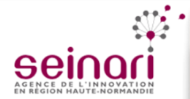 seinari
AGENCE DE L'INNOVATION
EN RÉGION HAUTE-NORMANDIE